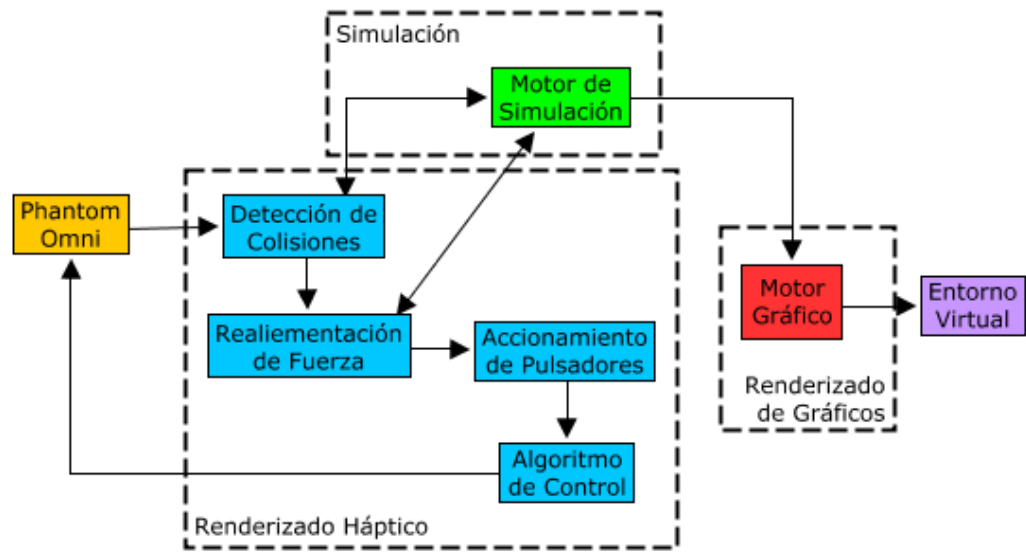 Simulación
Motor de
Simulación
Phantom
Omni
Detección de
Colisiones
Realiementación
de Fuerza
Accionamiento
de Pulsadores
Algoritmo
de Control
Renderizado Háptico
Motor
Gráfico
Renderizado
de Gráficos
Entorno
Virtual